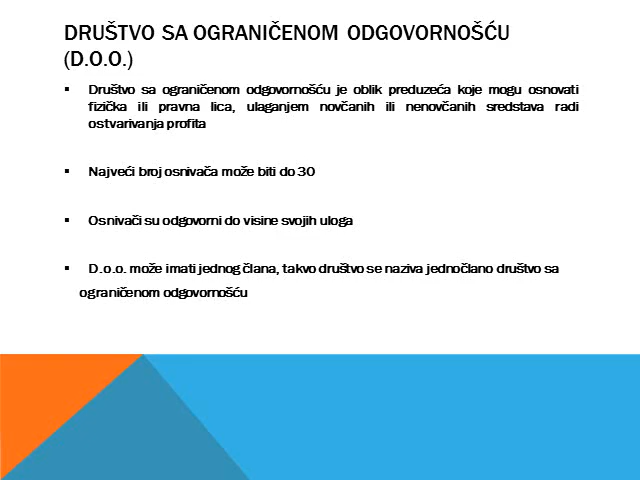 DRUŠTVO SA OGRANIČENOM ODGOVORNOŠĆU
(D.O.O.)
▪ Društvo sa ograničenom odgovornošću je oblik preduzeća koje mogu osnovati
fizička ili pravna lica, ulaganjem novčanih ili nenovčanih sredstava radi
ostvarivanja profita
▪ Najveći broj osnivača može biti do 30
▪ Osnivači su odgovorni do visine svojih uloga
▪ D.o.o. može imati jednog člana, takvo društvo se naziva jednočlano društvo sa
ograničenom odgovornošću